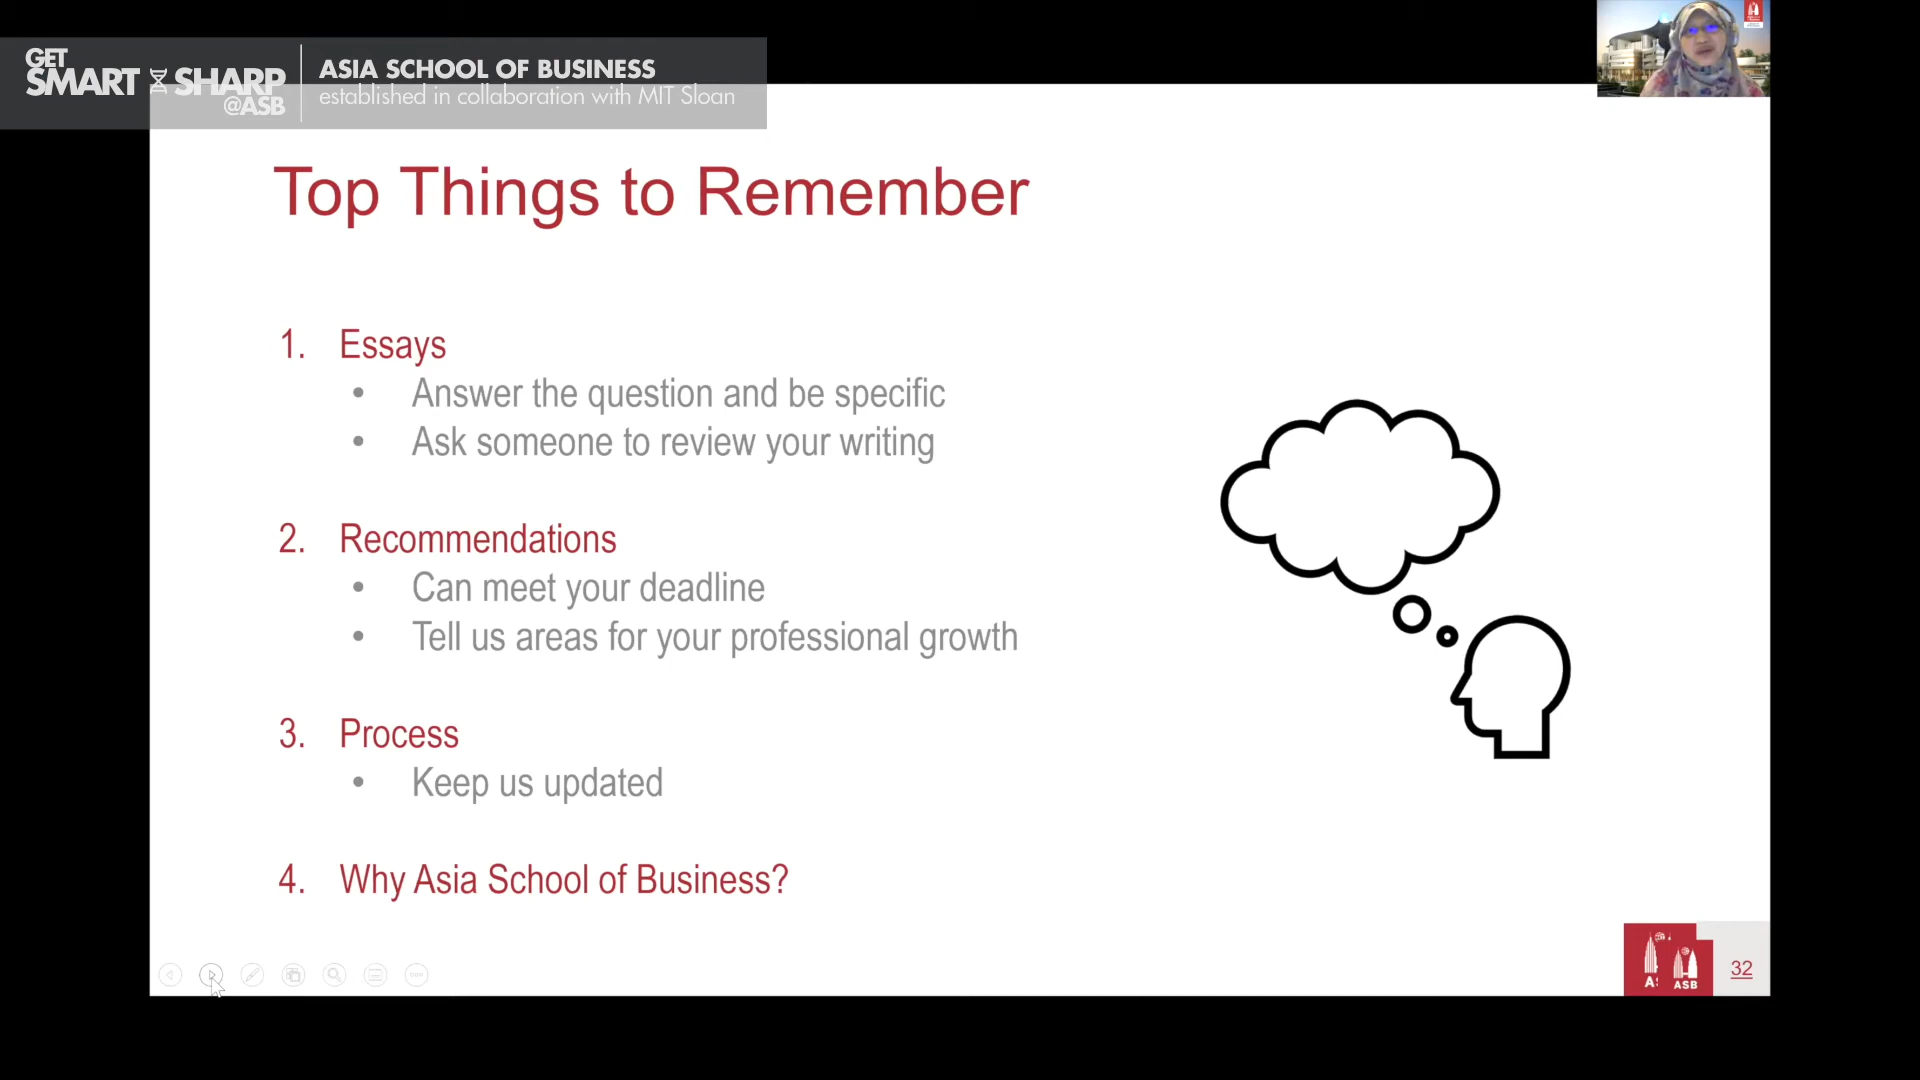 GET
SMART SHARP
@ASB
ASIA SCHOOL OF BUSINESS
established in collaboration with MIT Sloan
Top Things to Remember
1. Essays
• Answer the question and be specific
• Ask someone to review your writing
2. Recommendations
• Can meet your deadline
• Tell us areas for your professional growth
3. Process
• Keep us updated
4. Why Asia School of Business?
ASB
32